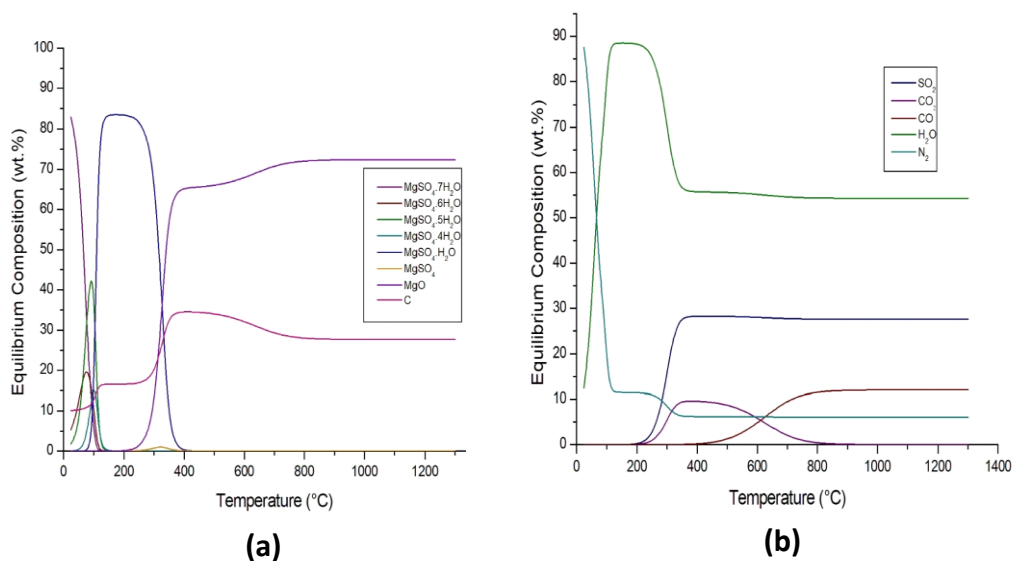 100
90
80
70
60
50
40
30
20
10
0
0 200 400 600 800 1000 1200
Equilibrium Composition (wt.%)
Temperature (°C)
MgSO₄.7H₂O
MgSO₄.6H₂O
MgSO₄.5H₂O
MgSO₄.4H₂O
MgSO₄.H₂O
MgSO₄
MgO
C
(a)
90
80
70
60
50
40
30
20
10
0
0 200 400 600 800 1000 1200 1400
Equilibrium Composition (wt.%)
Temperature (°C)
SO₂
CO₂
CO
H₂O
N₂
(b)